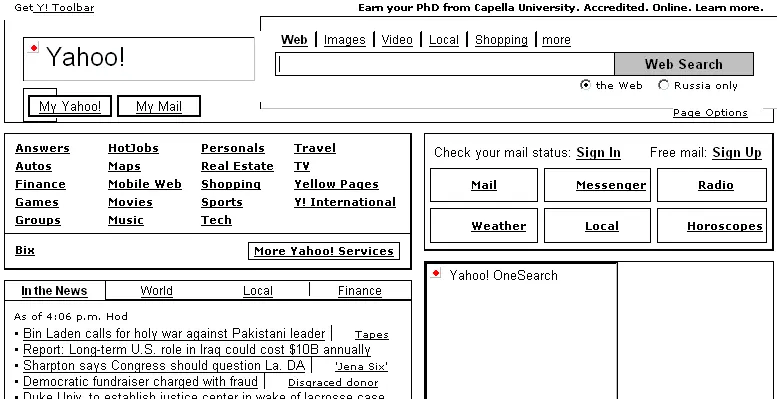 Get Y! Toolbar
Earn your PhD from Capella University. Accredited. Online. Learn more.
Yahoo!
Web Images Video Local Shopping more
Web Search
the Web Russia only
My Yahoo! My Mail
Page Options
Answers HotJobs Personals Travel
Autos Maps Real Estate TV
Finance Mobile Web Shopping Yellow Pages
Games Movies Sports Y! International
Groups Music Tech
Bix More Yahoo! Services
Check your mail status: Sign In Free mail: Sign Up
Mail Messenger Radio
Weather Local Horoscopes
Yahoo! OneSearch
In the News World Local Finance
As of 4:06 p.m. Hod
• Bin Laden calls for holy war against Pakistani leader Tapes
• Report: Long-term U.S. role in Iraq could cost $10B annually
• Sharpton says Congress should question La. DA 'Jena Six'
• Democratic fundraiser charged with fraud Disgraced donor
• Duke Univ. to establish justice center in wake of lacrosse case